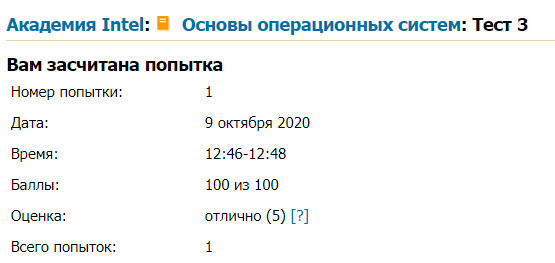 Академия Intel: Основы операционных систем: Тест 3
Вам засчитана попытка
Номер попытки: 1
Дата: 9 октября 2020
Время: 12:46-12:48
Баллы: 100 из 100
Оценка: отлично (5) [?]
Всего попыток: 1